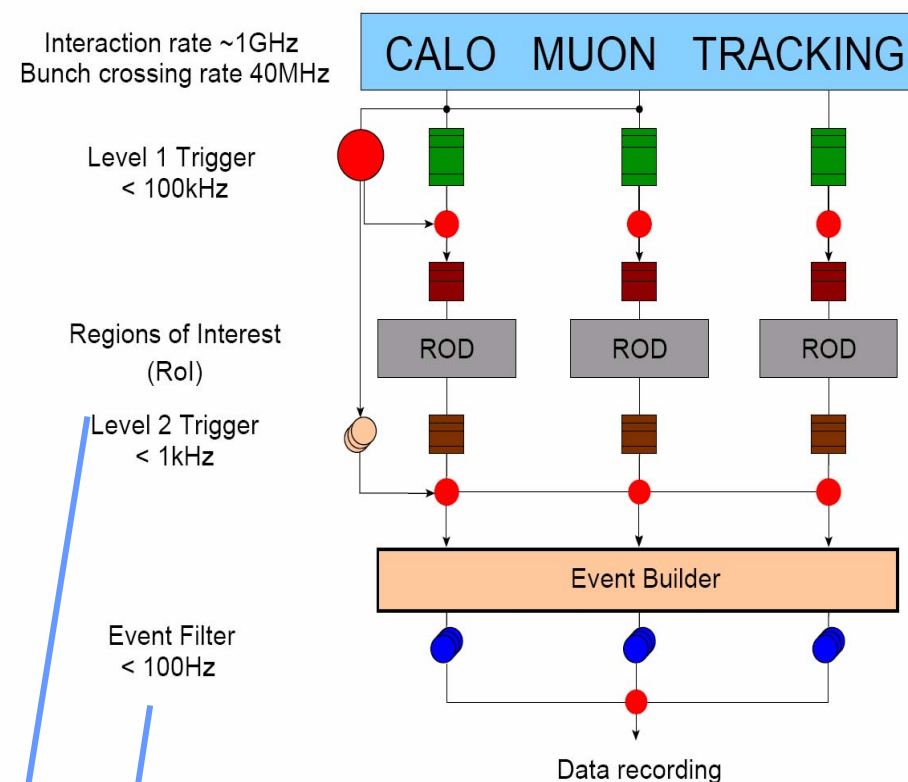 Interaction rate ~1GHz
Bunch crossing rate 40MHz
CALO MUON TRACKING
Level 1 Trigger
< 100kHz
Regions of Interest
(RoI)
ROD ROD ROD
Level 2 Trigger
< 1kHz
Event Builder
Event Filter
< 100Hz
Data recording